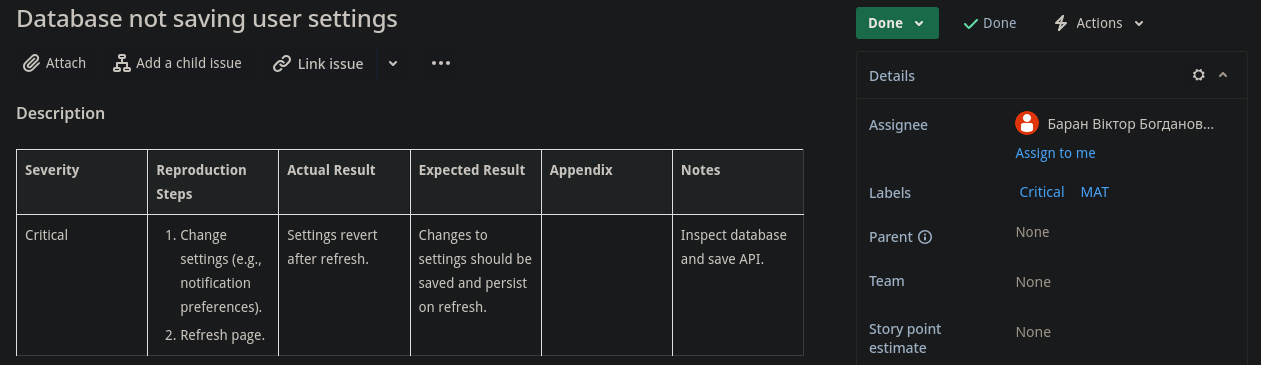 Database not saving user settings
Done
Done
Actions
Attach
Add a child issue
Link issue
Details
Description
Assignee
Баран Віктор Богданов...
Assign to me
Severity
Reproduction
Steps
Actual Result
Expected Result
Appendix
Notes
Labels
Critical
MAT
Critical
1. Change
settings (e.g.,
notification
preferences).
2. Refresh page.
Settings revert
after refresh.
Changes to
settings should be
saved and persist
on refresh.
Inspect database
and save API.
Parent
None
Team
None
Story point
estimate
None